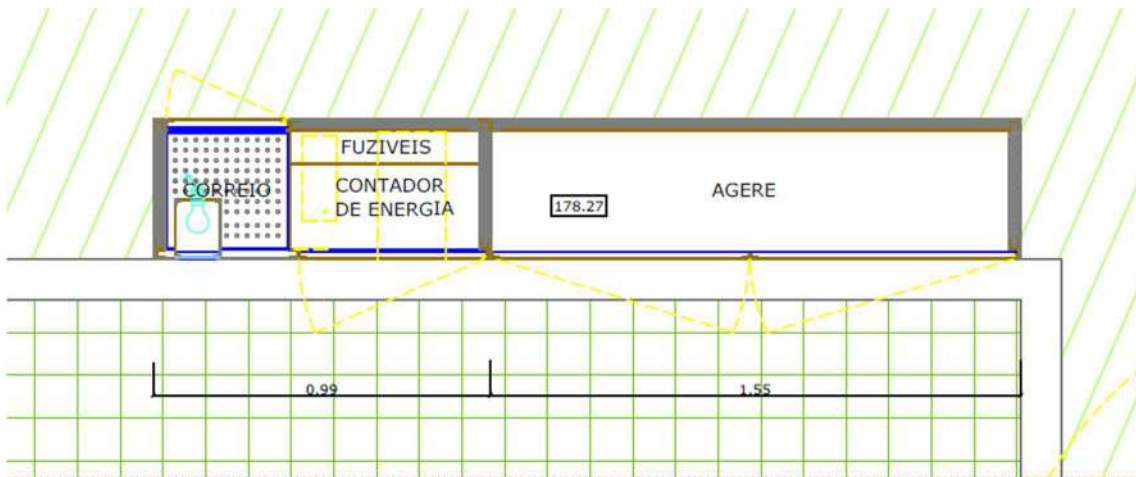 FUZIVEIS
CORREIO
CONTADOR
DE ENERGIA
178.27
AGERE
0.99
1.55